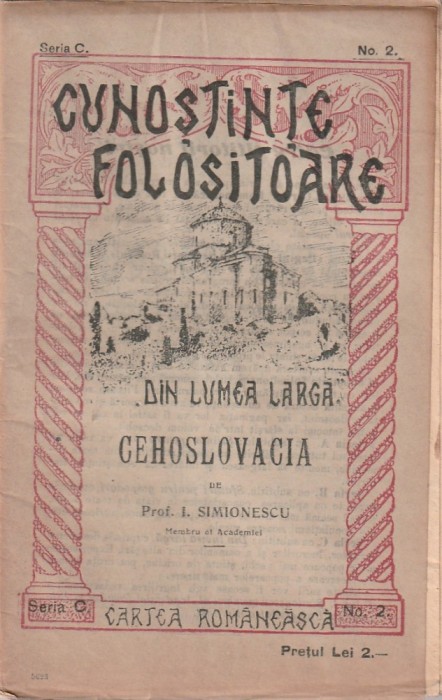 Seria C. No. 2.
CUNOȘTINȚE
FOLOSITOARE
„DIN LUMEA LARGĂ"
CEHOSLOVACIA
DE
Prof. I. SIMIONESCU
Membru al Academiei
Seria C. CARTEA ROMÂNEASCĂ No. 2.
Prețul Lei 2.—